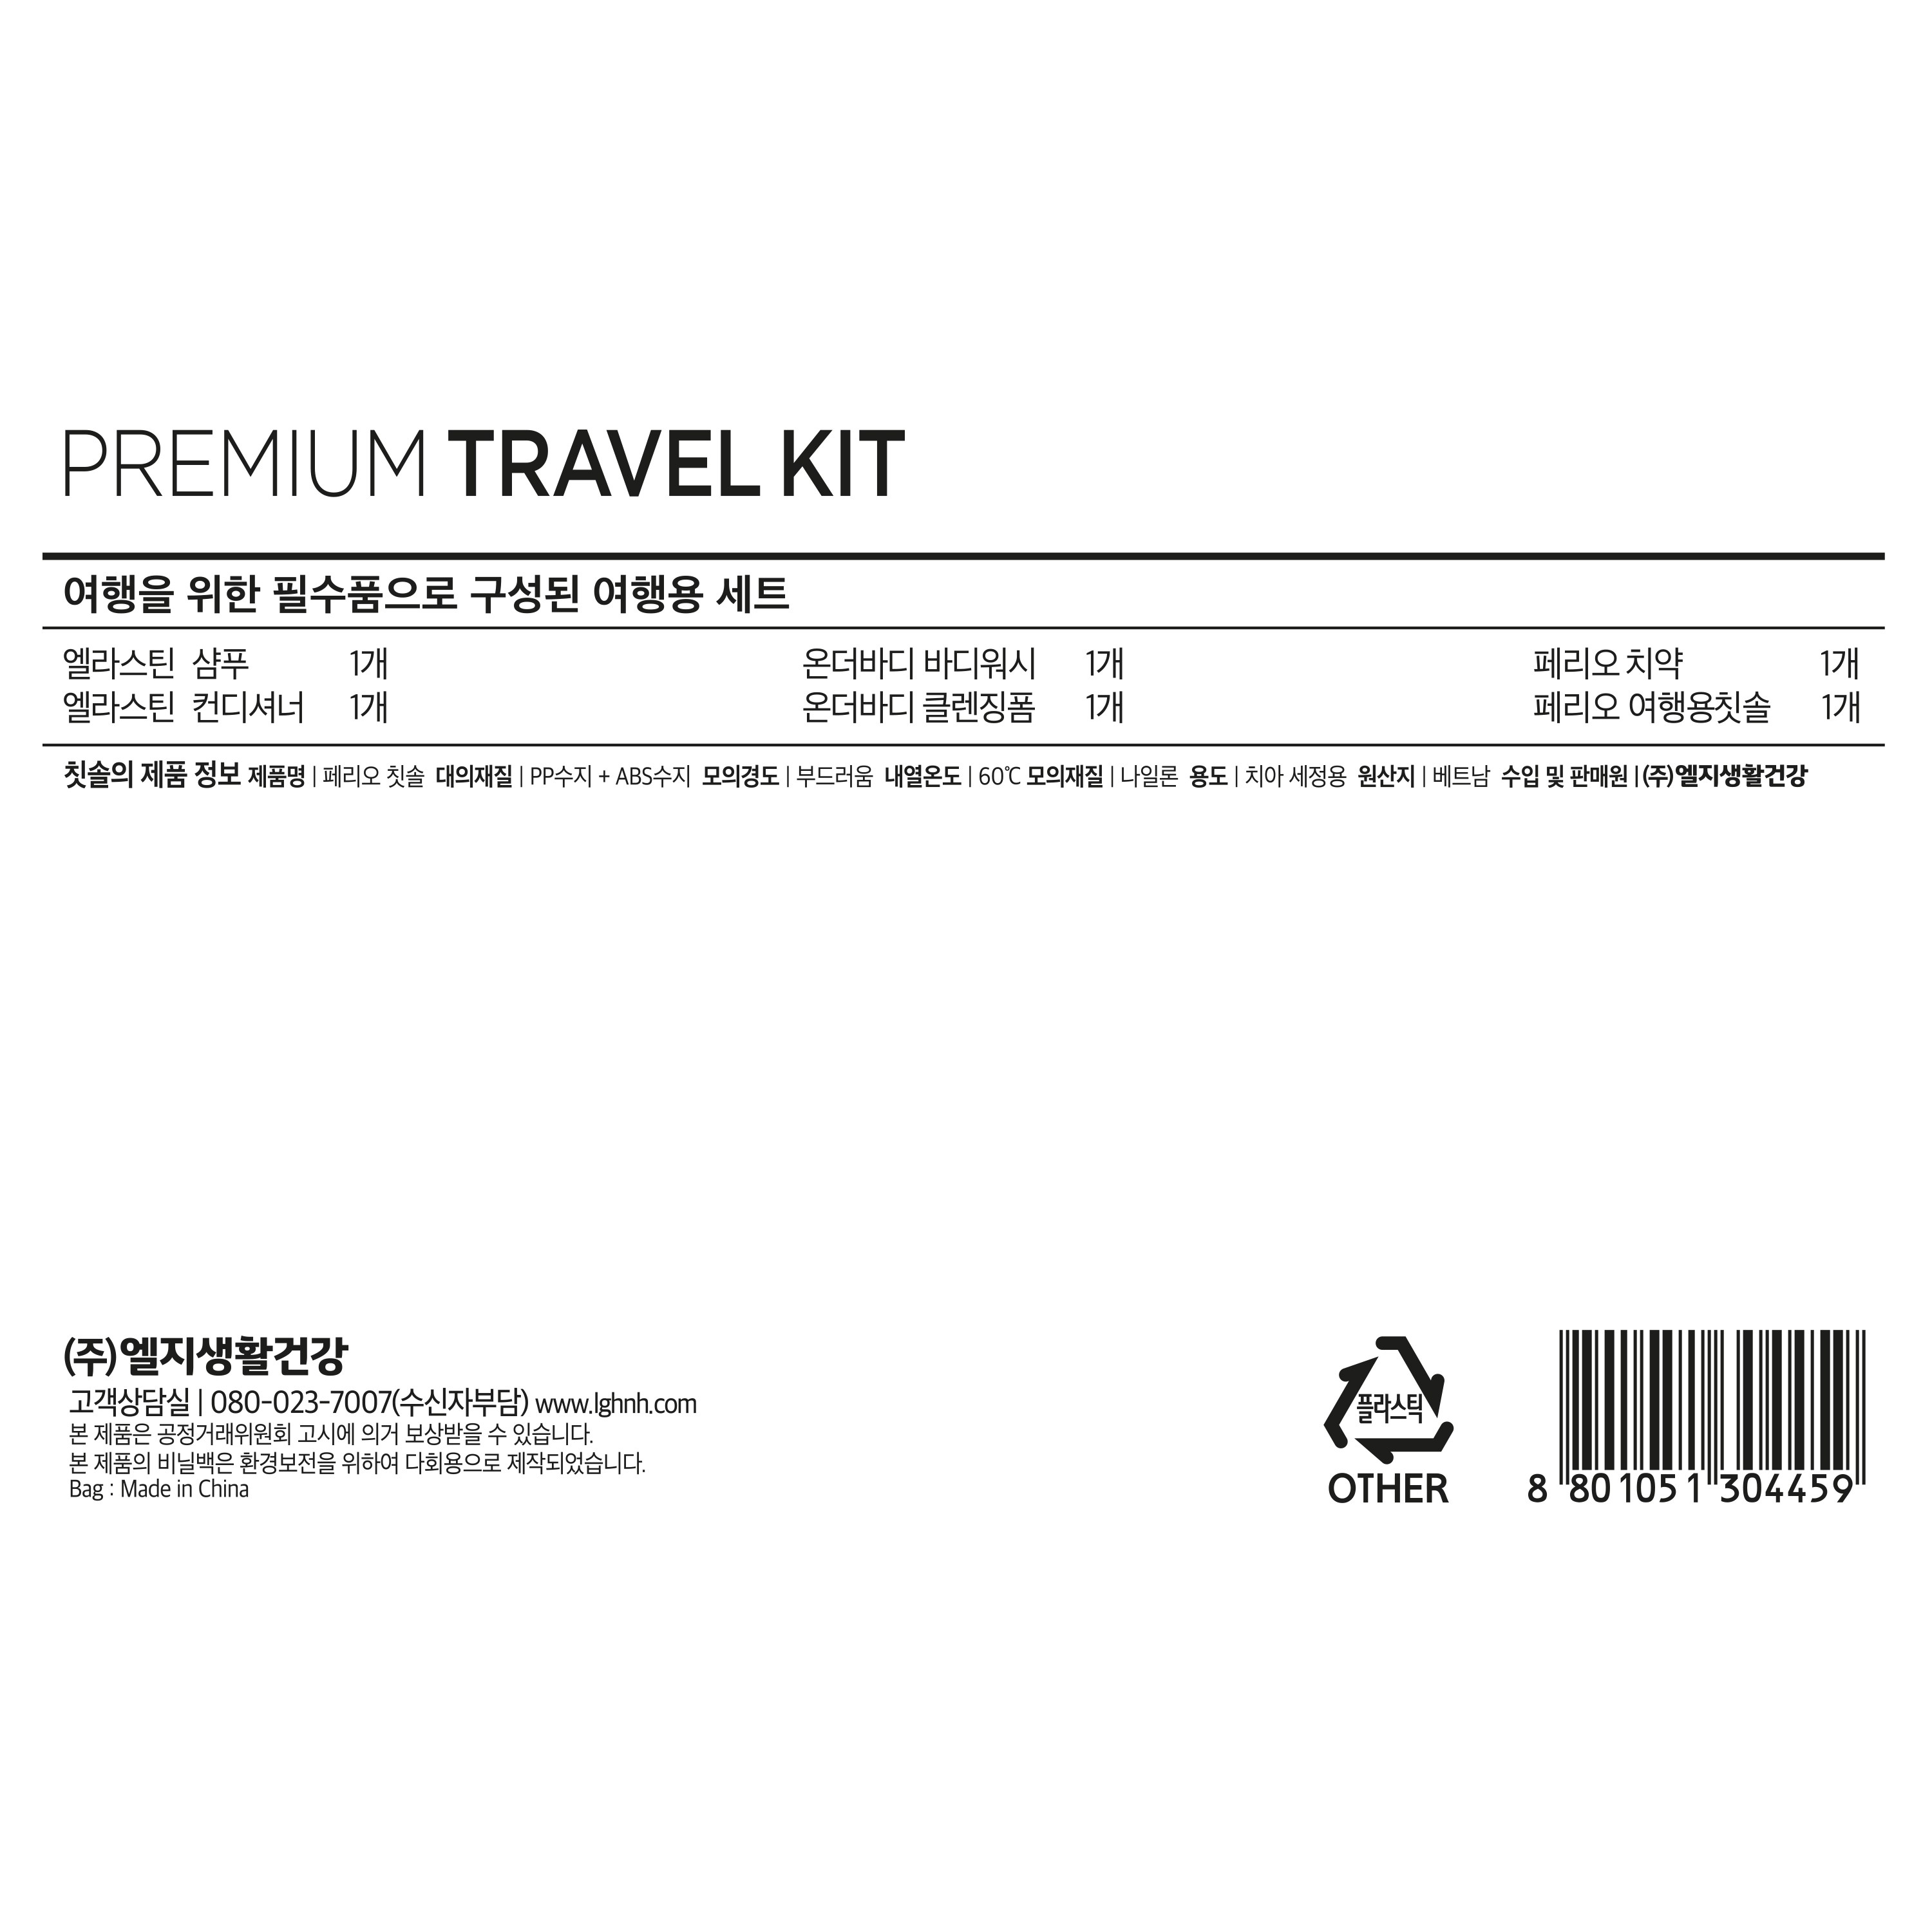 PREMIUM TRAVEL KIT
여행을 위한 필수품으로 구성된 여행용 세트
엘라스틴 샴푸 1개 온더바디 바디워시 1개 페리오 치약 1개
엘라스틴 컨디셔너 1개 온더바디 클렌징폼 1개 페리오 여행용칫솔 1개
칫솔의 제품 정보 제품명 | 페리오 칫솔 대의재질 | PP수지 + ABS수지 모의경도 | 부드러움 내열온도 | 60℃ 모의재질 | 나일론 용도 | 치아 세정용 원산지 | 베트남 수입 및 판매원 | (주)엘지생활건강
(주)엘지생활건강
고객상담실 | 080-023-7007(수신자부담) www.lghnh.com
본 제품은 공정거래위원회 고시에 의거 보상받을 수 있습니다.
본 제품의 비닐백은 환경보전을 위하여 다회용으로 제작되었습니다.
Bag : Made in China
플라스틱
OTHER
8 801051 304459